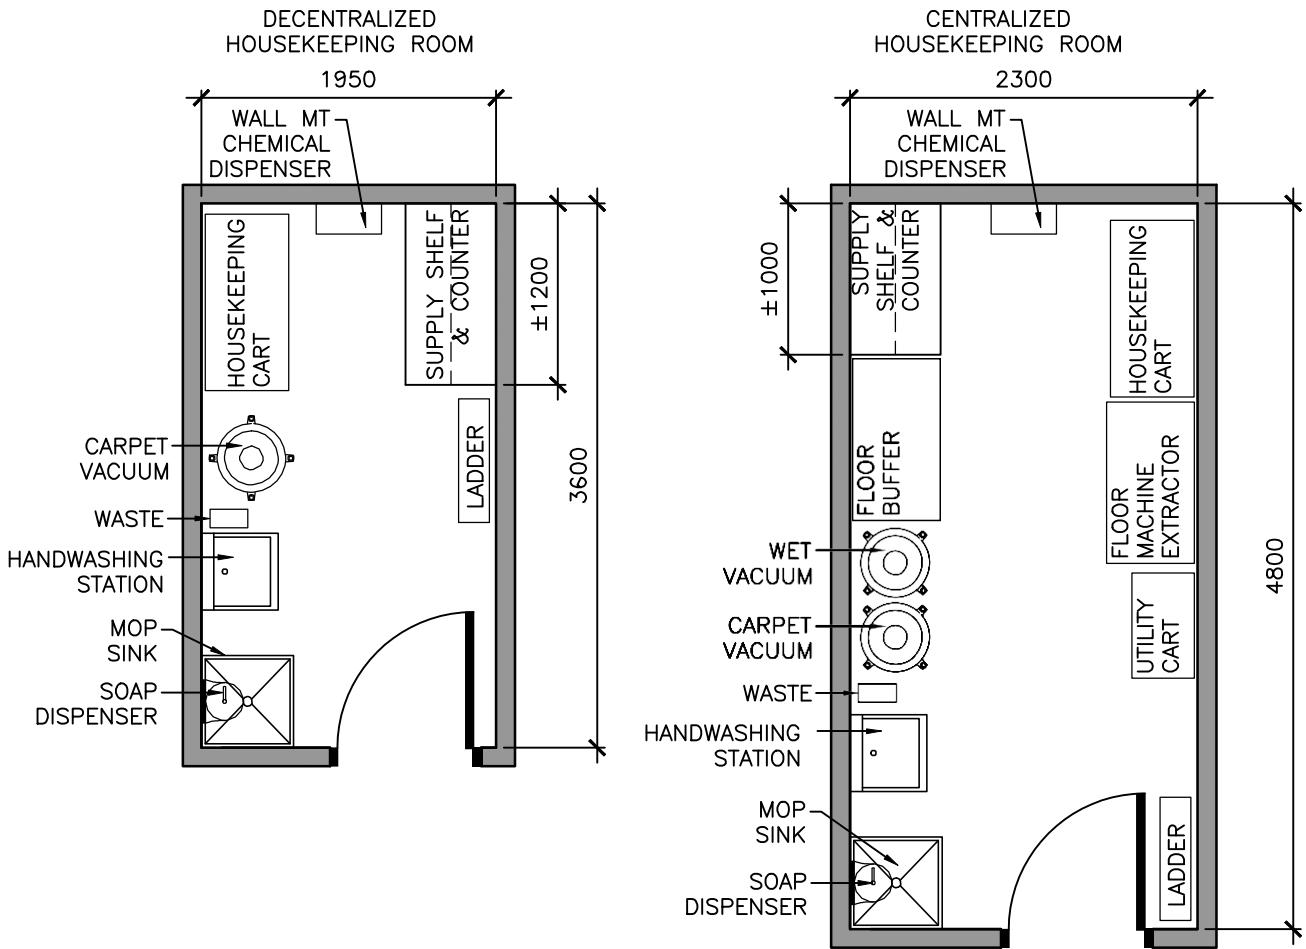 DECENTRALIZED
HOUSEKEEPING ROOM
1950
WALL MT
CHEMICAL
DISPENSER
HOUSEKEEPING
CART
SUPPLY SHELF
& COUNTER
±1200
3600
CARPET
VACUUM
LADDER
WASTE
HANDWASHING
STATION
MOP
SINK
SOAP
DISPENSER
CENTRALIZED
HOUSEKEEPING ROOM
2300
WALL MT
CHEMICAL
DISPENSER
SUPPLY
SHELF &
COUNTER
±1000
HOUSEKEEPING
CART
FLOOR
BUFFER
FLOOR
MACHINE
EXTRACTOR
4800
WET
VACUUM
CARPET
VACUUM
UTILITY
CART
WASTE
HANDWASHING
STATION
MOP
SINK
SOAP
DISPENSER
LADDER